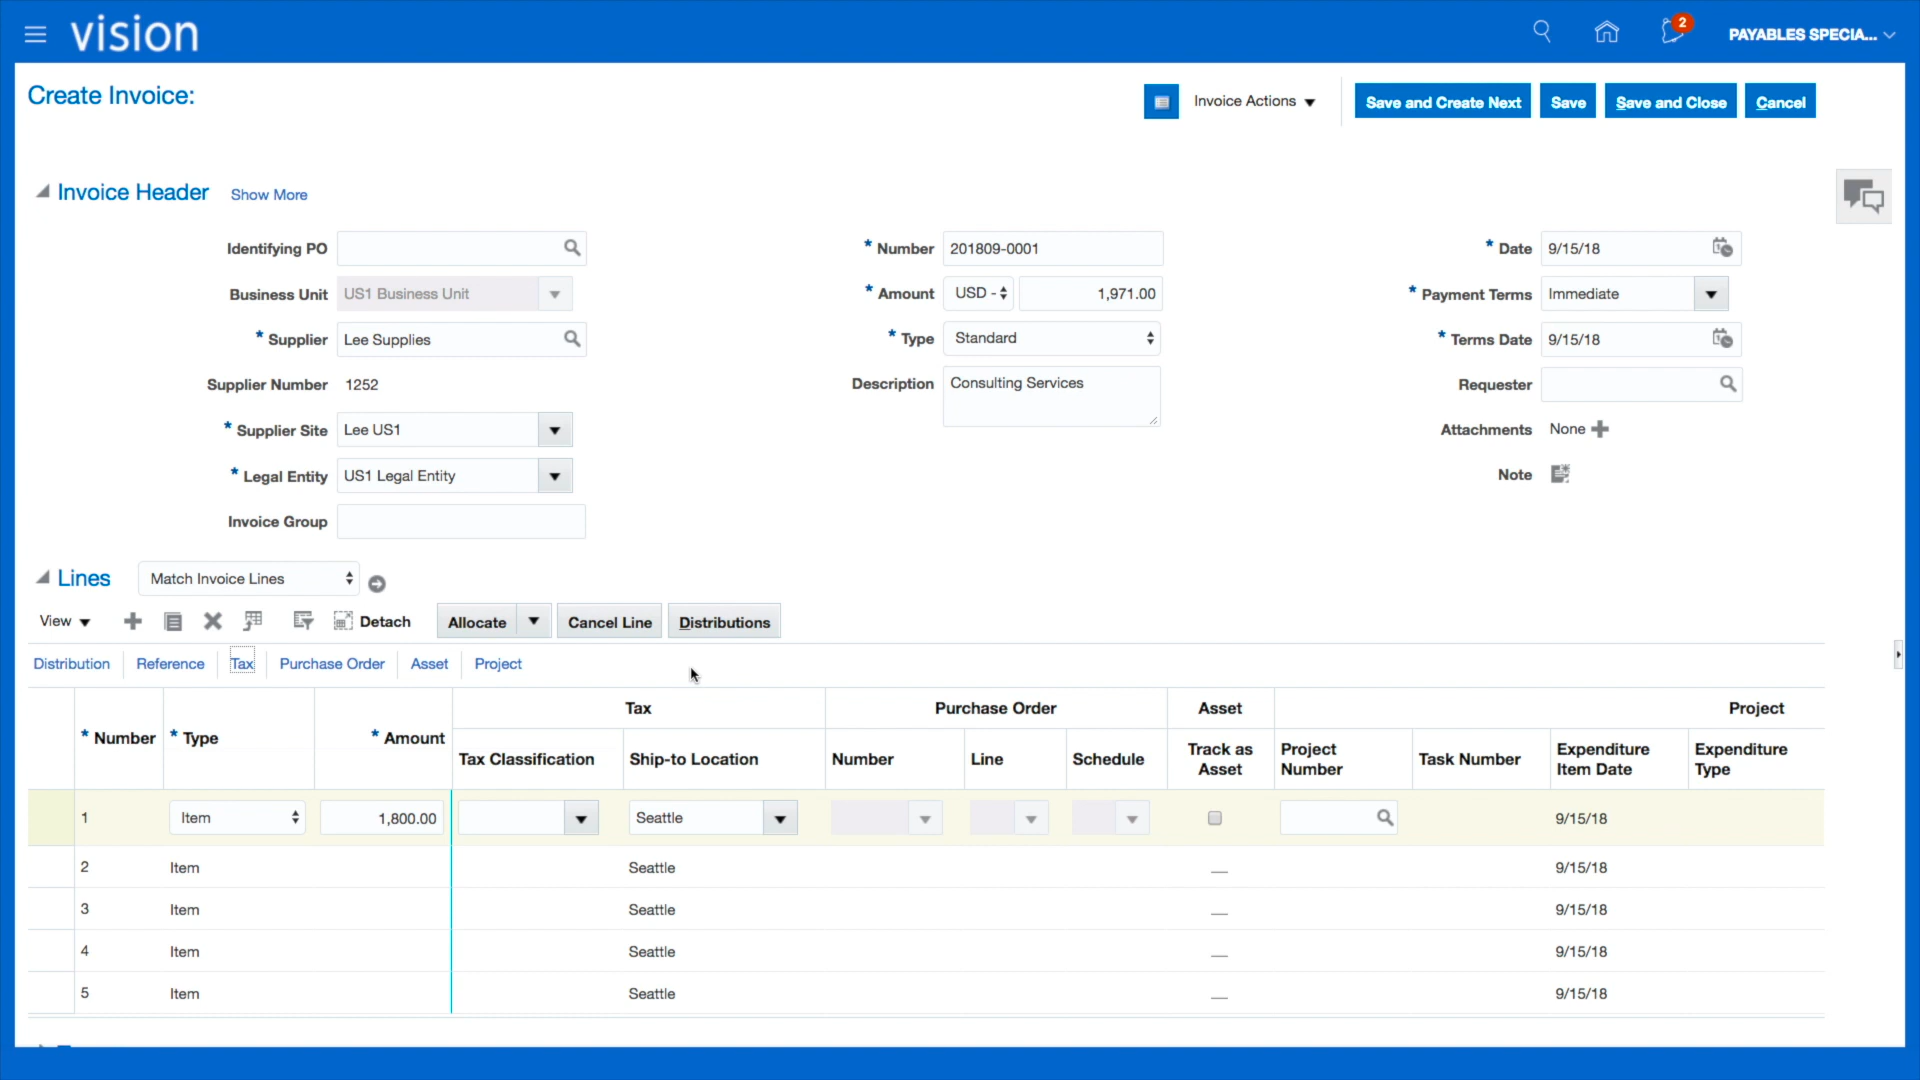 vision
2
PAYABLES SPECIA...
Create Invoice:
Invoice Actions
Save and Create Next
Save
Save and Close
Cancel
Invoice Header
Show More
Identifying PO
* Number 201809-0001
* Date 9/15/18
Business Unit US1 Business Unit
* Amount USD - 1,971.00
* Payment Terms Immediate
* Supplier Lee Supplies
* Type Standard
* Terms Date 9/15/18
Supplier Number 1252
Description Consulting Services
Requester
* Supplier Site Lee US1
Attachments None
* Legal Entity US1 Legal Entity
Note
Invoice Group
Lines
Match Invoice Lines
View
Detach
Allocate
Cancel Line
Distributions
Distribution Reference Tax Purchase Order Asset Project
Tax Purchase Order Asset Project
* Number * Type * Amount Tax Classification Ship-to Location Number Line Schedule Track as Asset Project Number Task Number Expenditure Item Date Expenditure Type
1 Item 1,800.00 Seattle 9/15/18
2 Item Seattle — 9/15/18
3 Item Seattle — 9/15/18
4 Item Seattle — 9/15/18
5 Item Seattle — 9/15/18